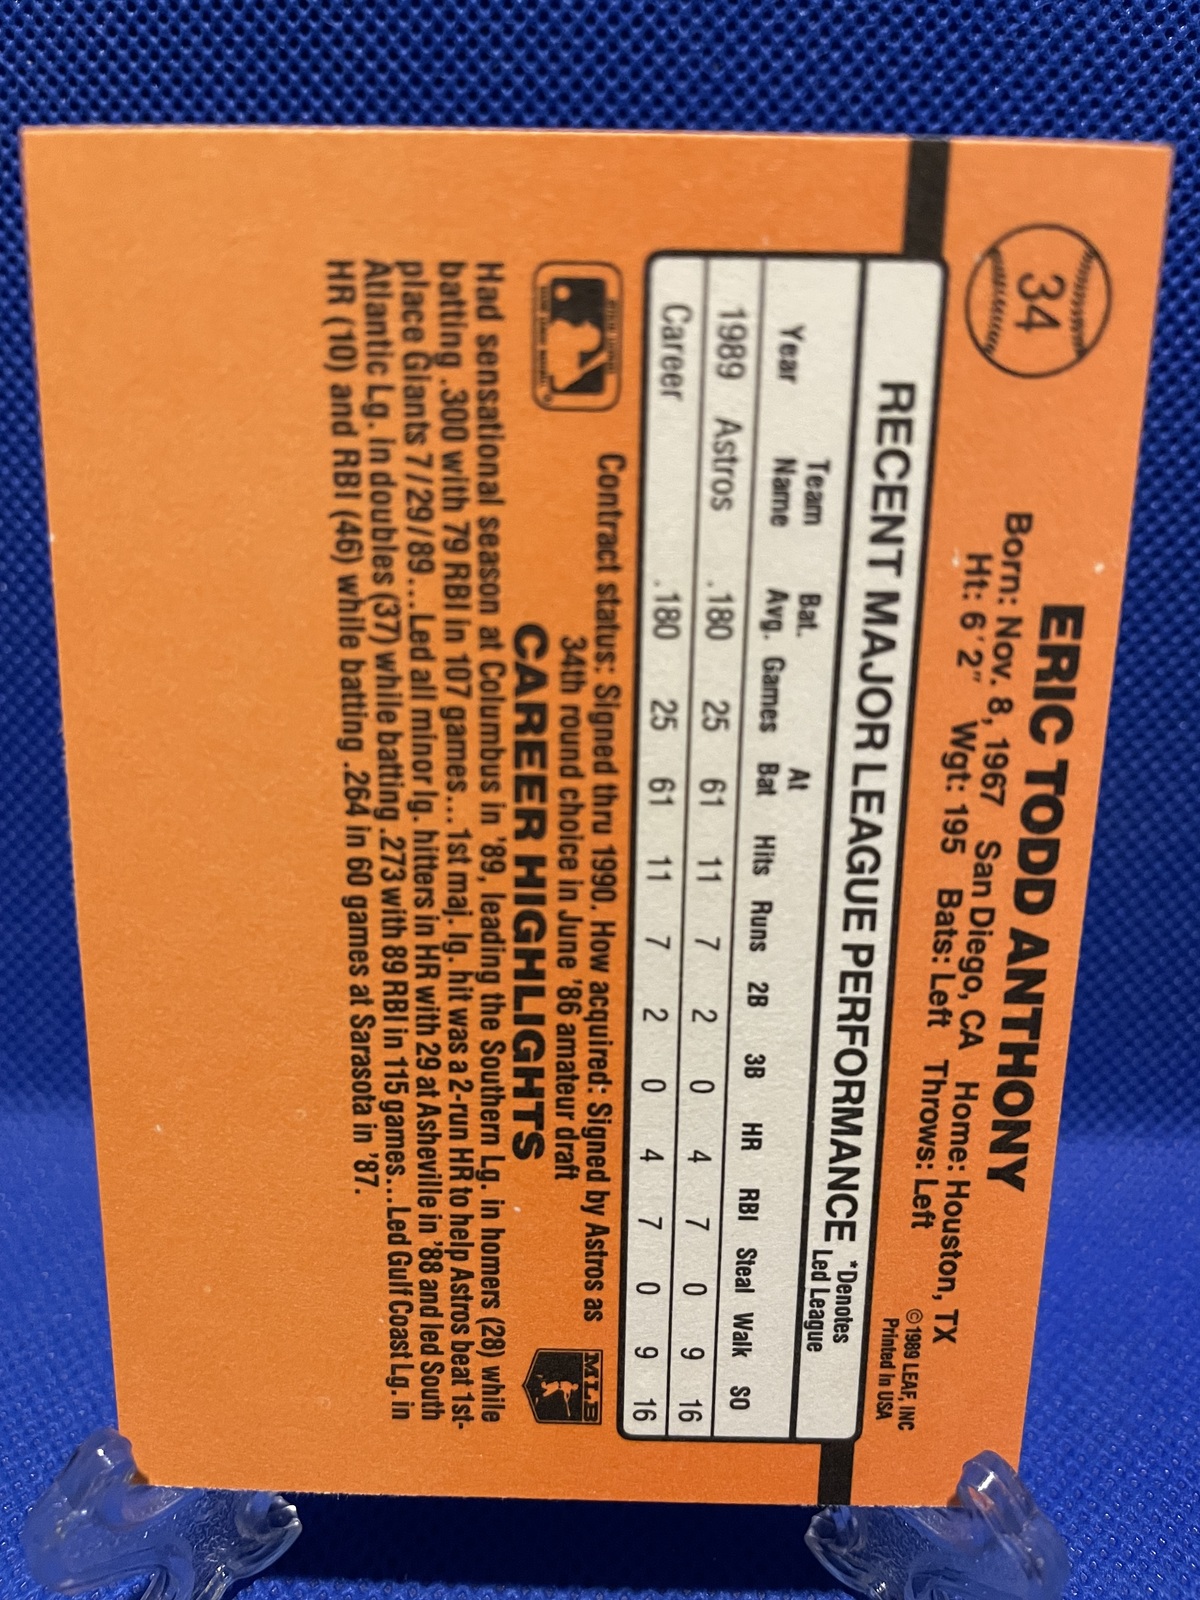 34
ERIC TODD ANTHONY
Born: Nov. 8, 1967 San Diego, CA Home: Houston, TX
Ht: 6'2" Wgt: 195 Bats: Left Throws: Left
© 1989 LEAF, INC
Printed in USA
RECENT MAJOR LEAGUE PERFORMANCE
*Denotes
Led League
Year Team Name Bat. Avg. Games At Bat Hits Runs 2B 3B HR RBI Steal Walk SO
1989 Astros .180 25 61 11 7 2 0 4 7 0 9 16
Career .180 25 61 11 7 2 0 4 7 0 9 16
Contract status: Signed thru 1990. How acquired: Signed by Astros as
34th round choice in June '86 amateur draft
MLB
CAREER HIGHLIGHTS
Had sensational season at Columbus in '89, leading the Southern Lg. in homers (28) while
batting .300 with 79 RBI in 107 games...1st maj. lg. hit was a 2-run HR to help Astros beat 1st-
place Giants 7/29/89...Led all minor lg. hitters in HR with 29 at Asheville in '88 and led South
Atlantic Lg. in doubles (37) while batting .273 with 89 RBI in 115 games...Led Gulf Coast Lg. in
HR (10) and RBI (46) while batting .264 in 60 games at Sarasota in '87.